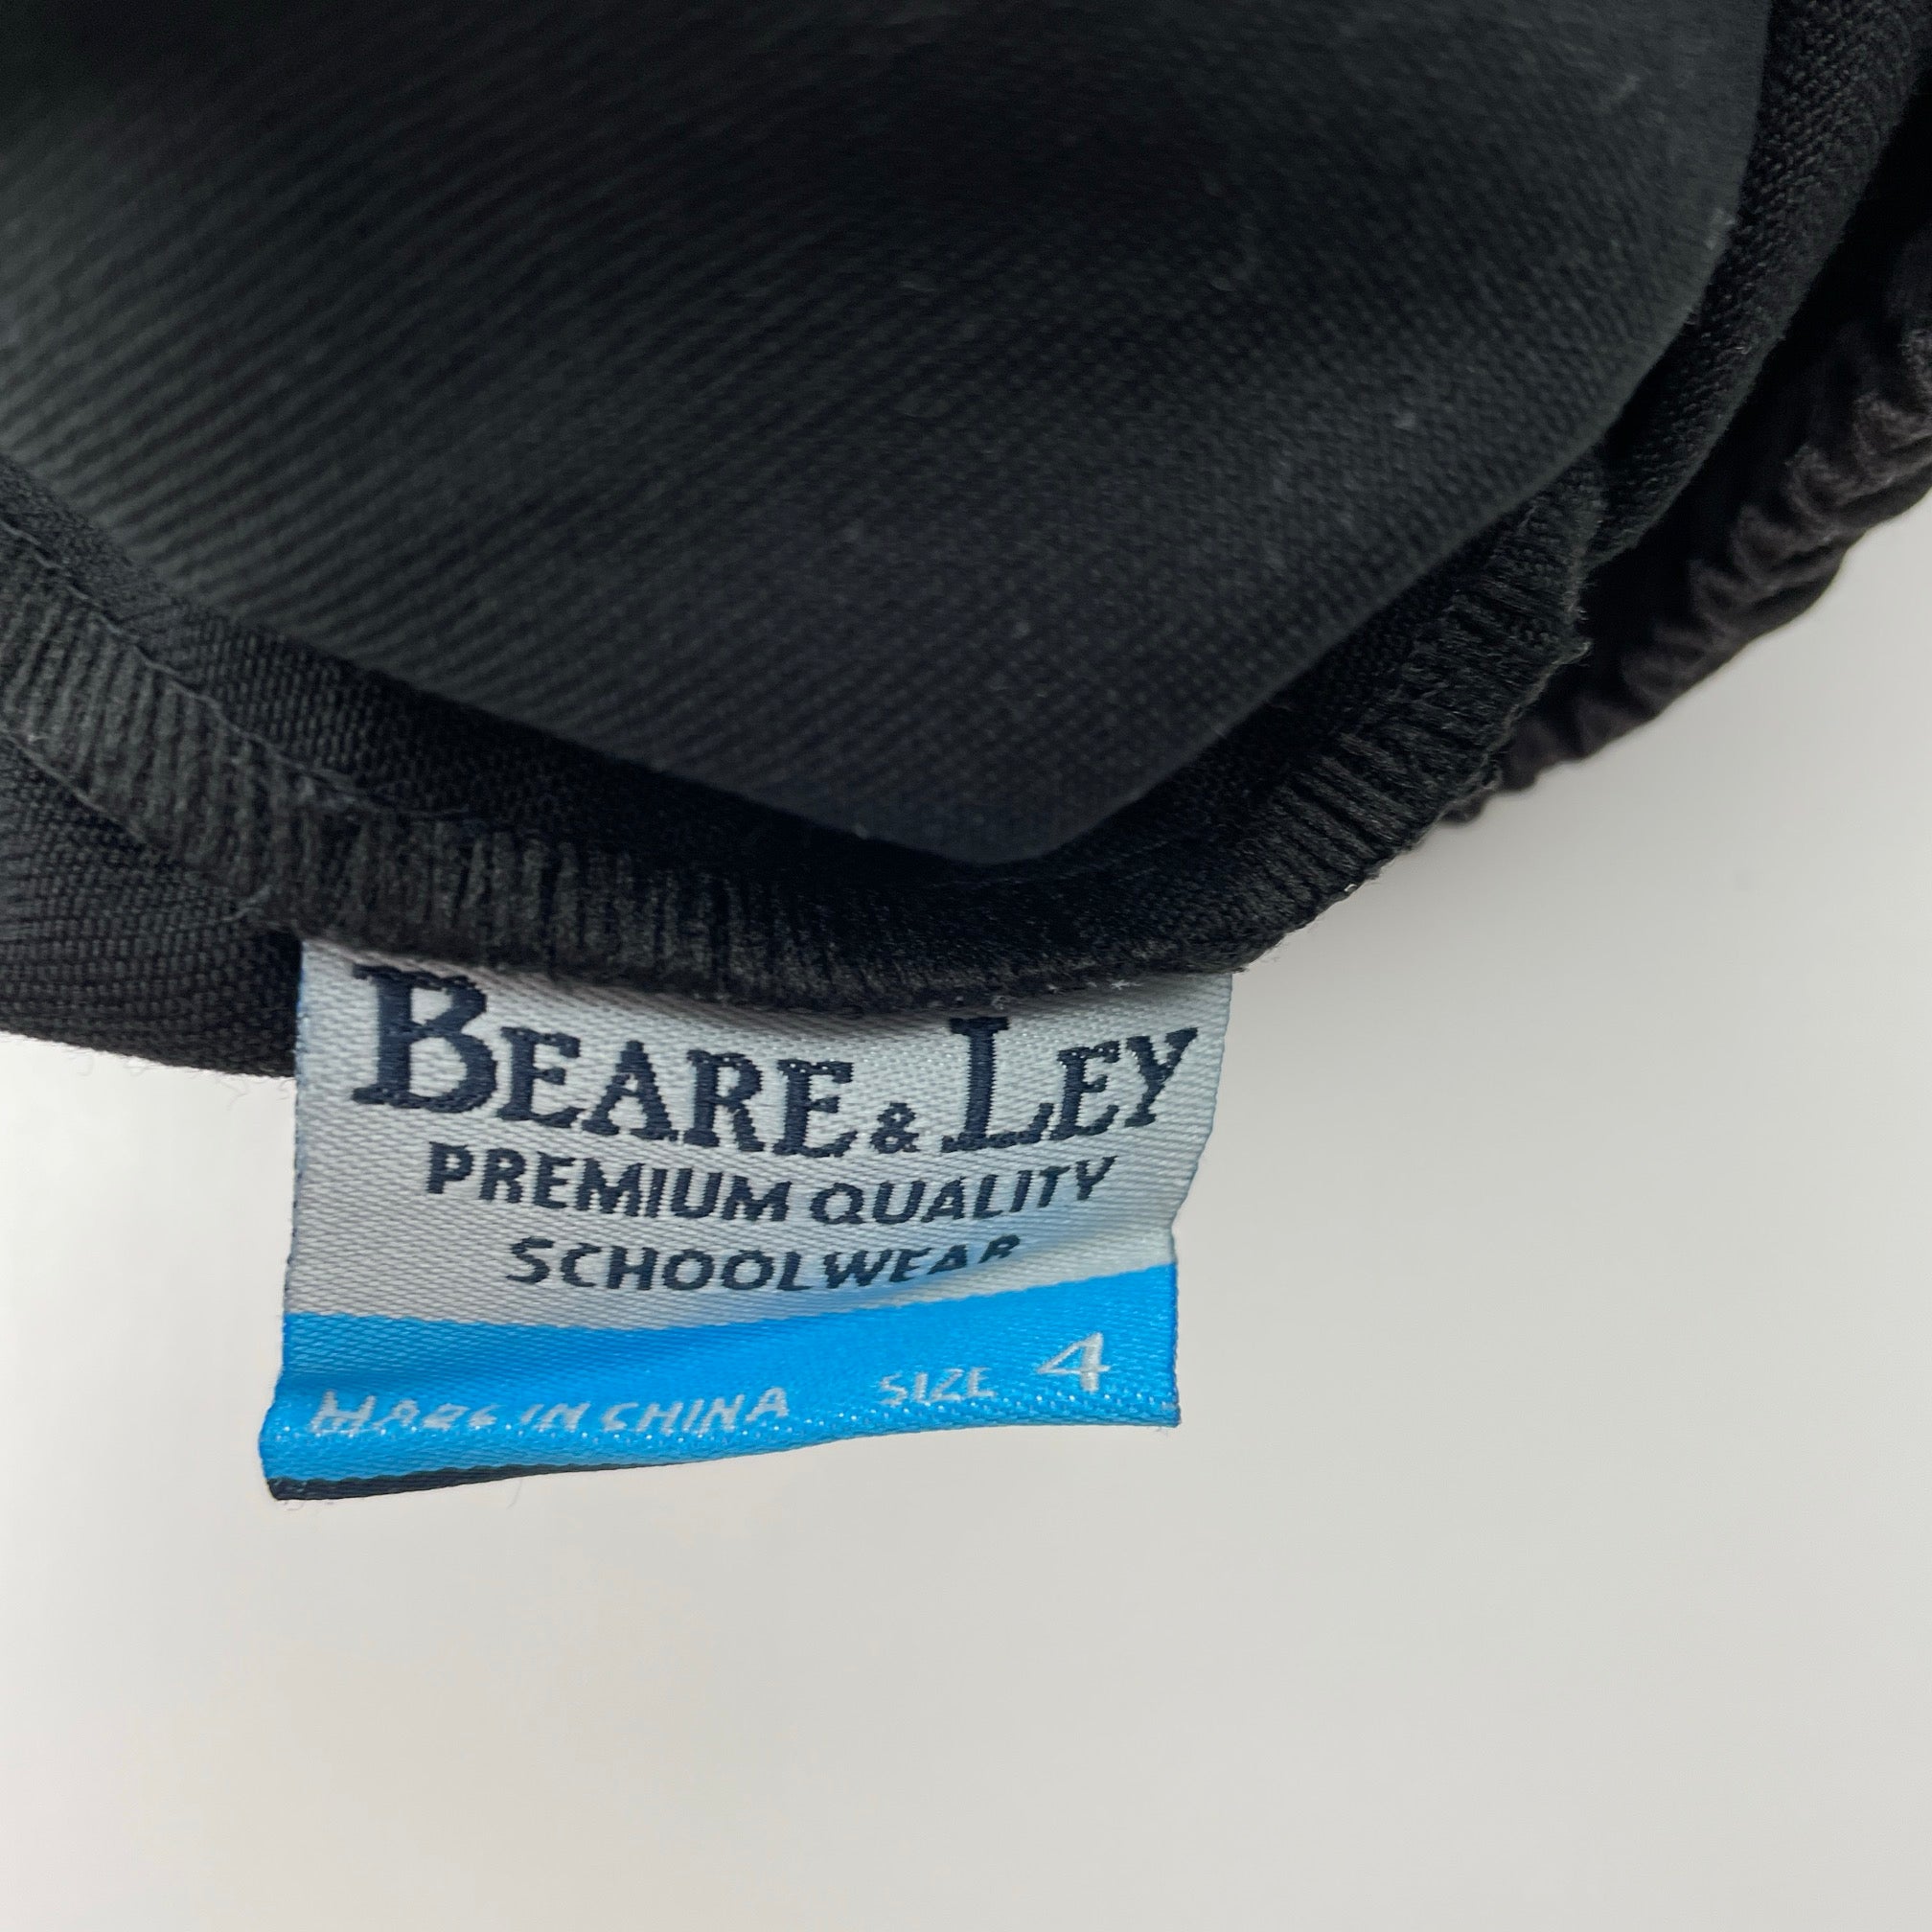 BEARE & LEY
PREMIUM QUALITY
SCHOOLWEAR
MADE IN CHINA SIZE 4